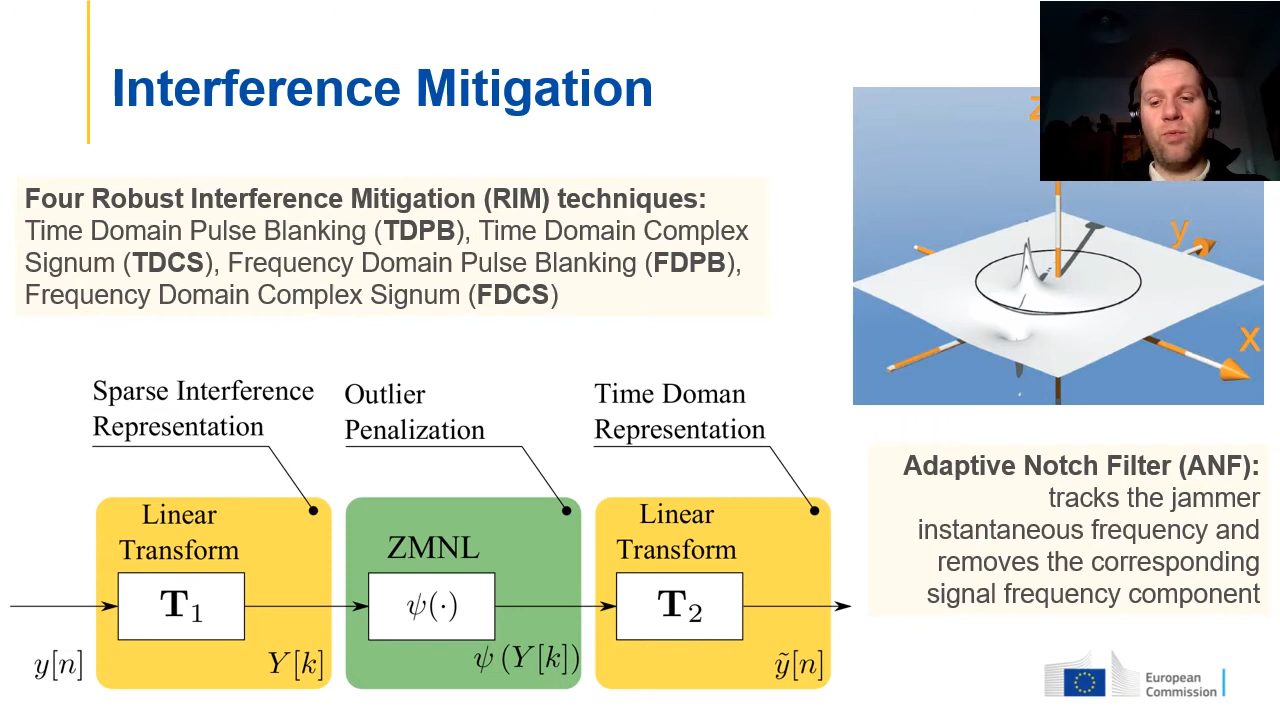 Interference Mitigation
Four Robust Interference Mitigation (RIM) techniques:
Time Domain Pulse Blanking (TDPB), Time Domain Complex
Signum (TDCS), Frequency Domain Pulse Blanking (FDPB),
Frequency Domain Complex Signum (FDCS)
z
y
x
Sparse Interference
Representation
Outlier
Penalization
Time Doman
Representation
Linear
Transform
T₁
y[n]
Y[k]
ZMNL
ψ(·)
ψ(Y[k])
Linear
Transform
T₂
ỹ[n]
Adaptive Notch Filter (ANF):
tracks the jammer
instantaneous frequency and
removes the corresponding
signal frequency component
European
Commission